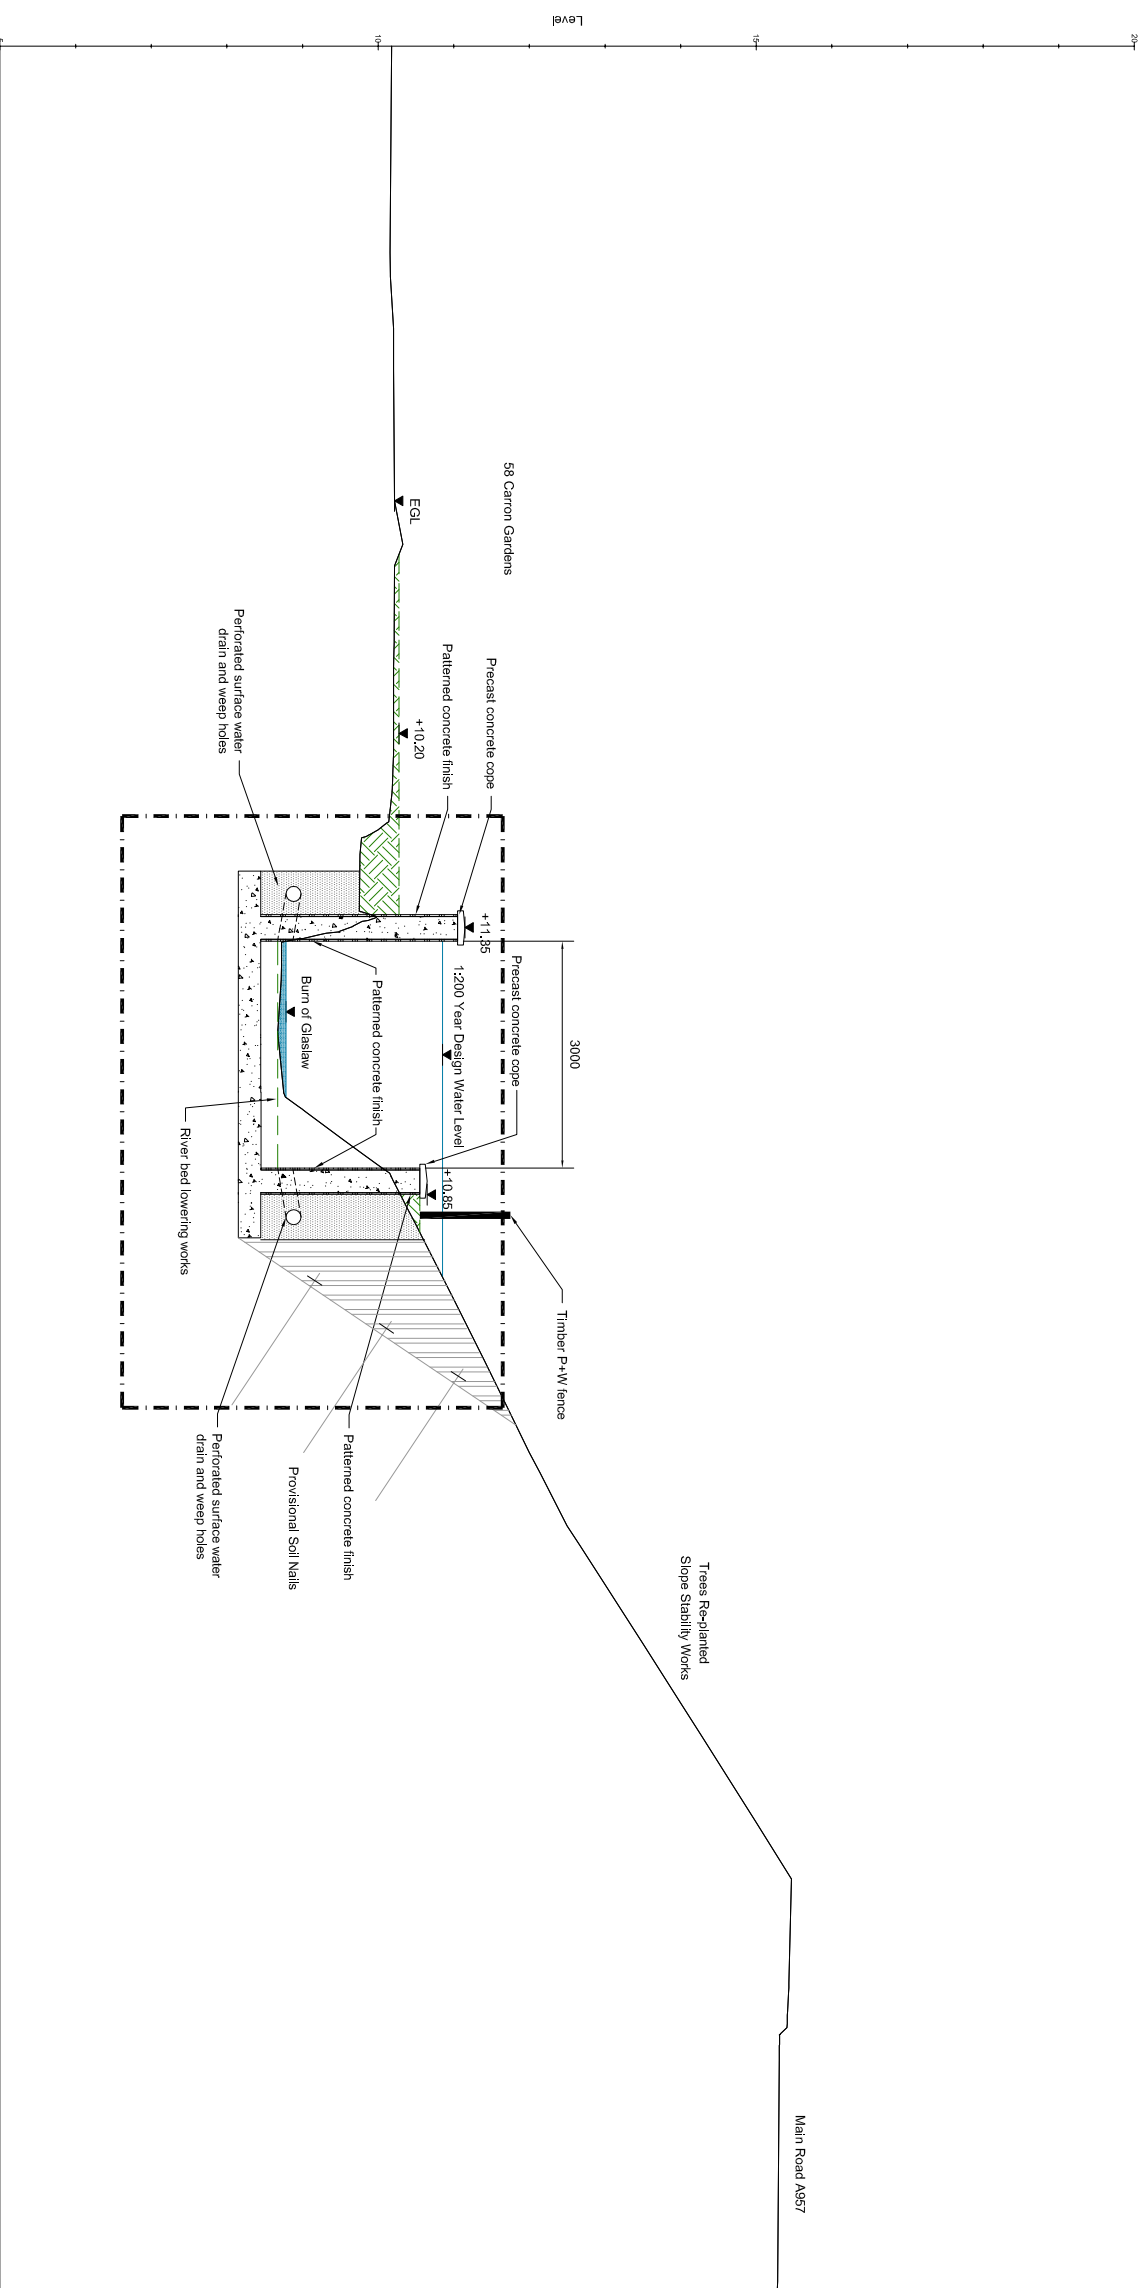 Level
5
10
15
20
58 Carron Gardens
EGL
+10.20
Precast concrete cope
Patterned concrete finish
Perforated surface water
drain and weep holes
+11.35
3000
Precast concrete cope
1:200 Year Design Water Level
Patterned concrete finish
Burn of Glaslaw
River bed lowering works
+10.85
Timber P+W fence
Patterned concrete finish
Provisional Soil Nails
Perforated surface water
drain and weep holes
Trees Re-planted
Slope Stability Works
Main Road A957